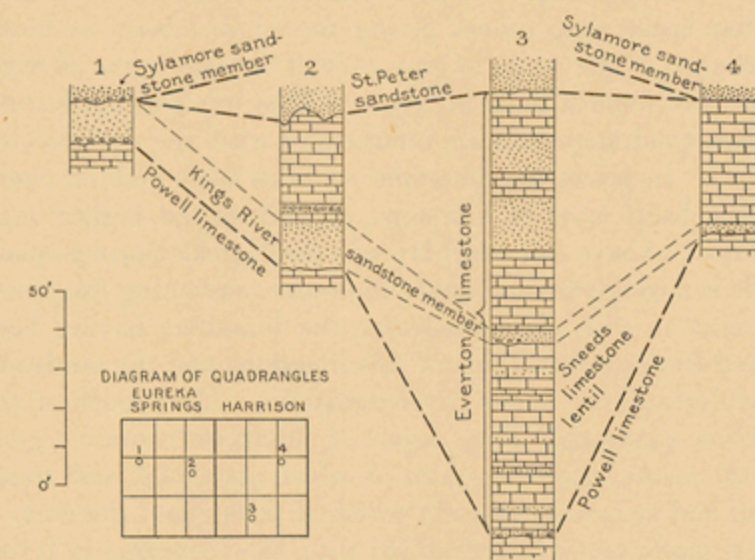 1
Sylamore sand-
stone member
2
St. Peter
sandstone
3
Sylamore sand-
stone member
4
Kings River
sandstone member
Powell limestone
Everton limestone
Sneeds
limestone
lentil
Powell limestone
50'
0'
DIAGRAM OF QUADRANGLES
EUREKA
SPRINGS HARRISON
1
2
4
3